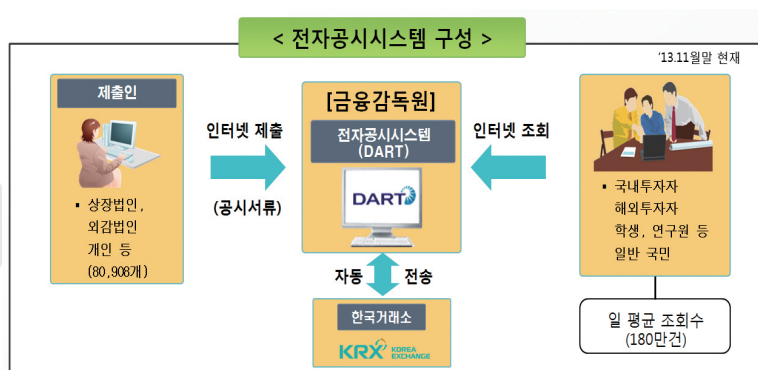 < 전자공시시스템 구성 >
'13.11월말 현재
제출인
▪ 상장법인,
외감법인
개인 등
(80,908개)
인터넷 제출
(공시서류)
[금융감독원]
전자공시시스템
(DART)
DART
자동 전송
한국거래소
KRX KOREA
EXCHANGE
인터넷 조회
▪ 국내투자자
해외투자자
학생, 연구원 등
일반 국민
일 평균 조회수
(180만건)